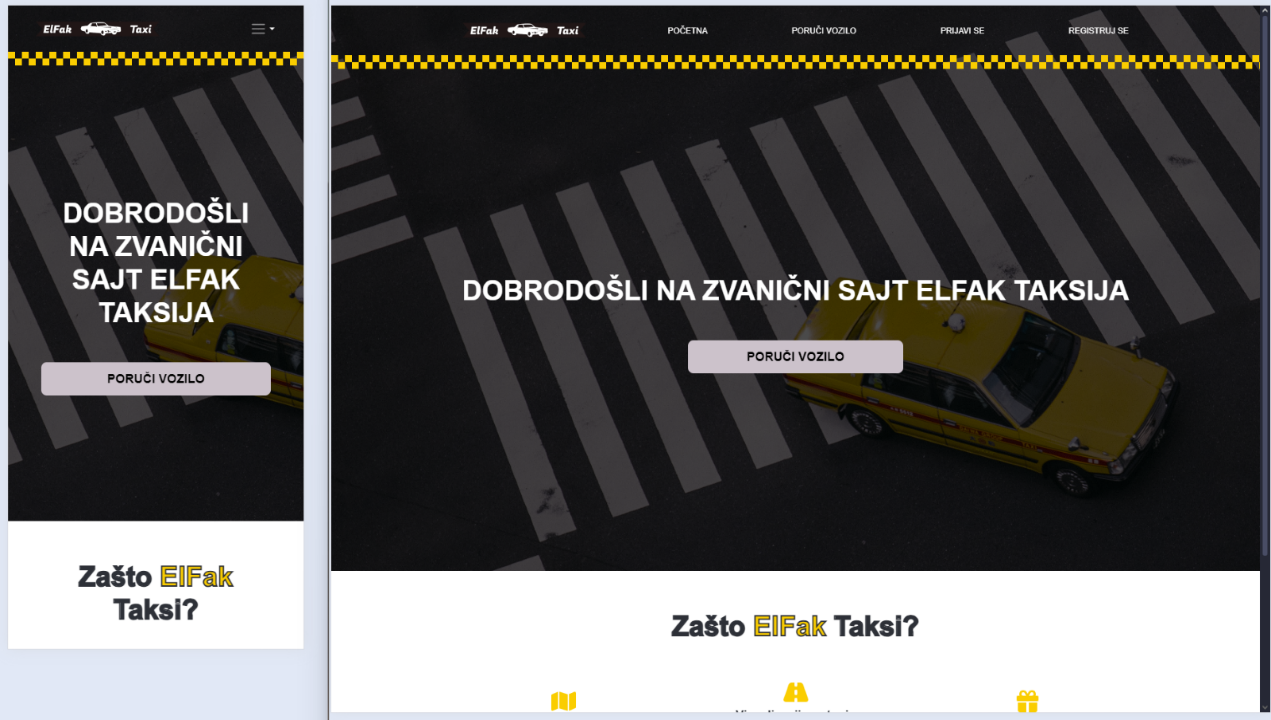 ElFak Taxi
DOBRODOŠLI
NA ZVANIČNI
SAJT ELFAK
TAKSIJA
PORUČI VOZILO
Zašto ElFak
Taksi?
ElFak Taxi POČETNA PORUČI VOZILO PRIJAVI SE REGISTRUJ SE
DOBRODOŠLI NA ZVANIČNI SAJT ELFAK TAKSIJA
PORUČI VOZILO
Zašto ElFak Taksi?